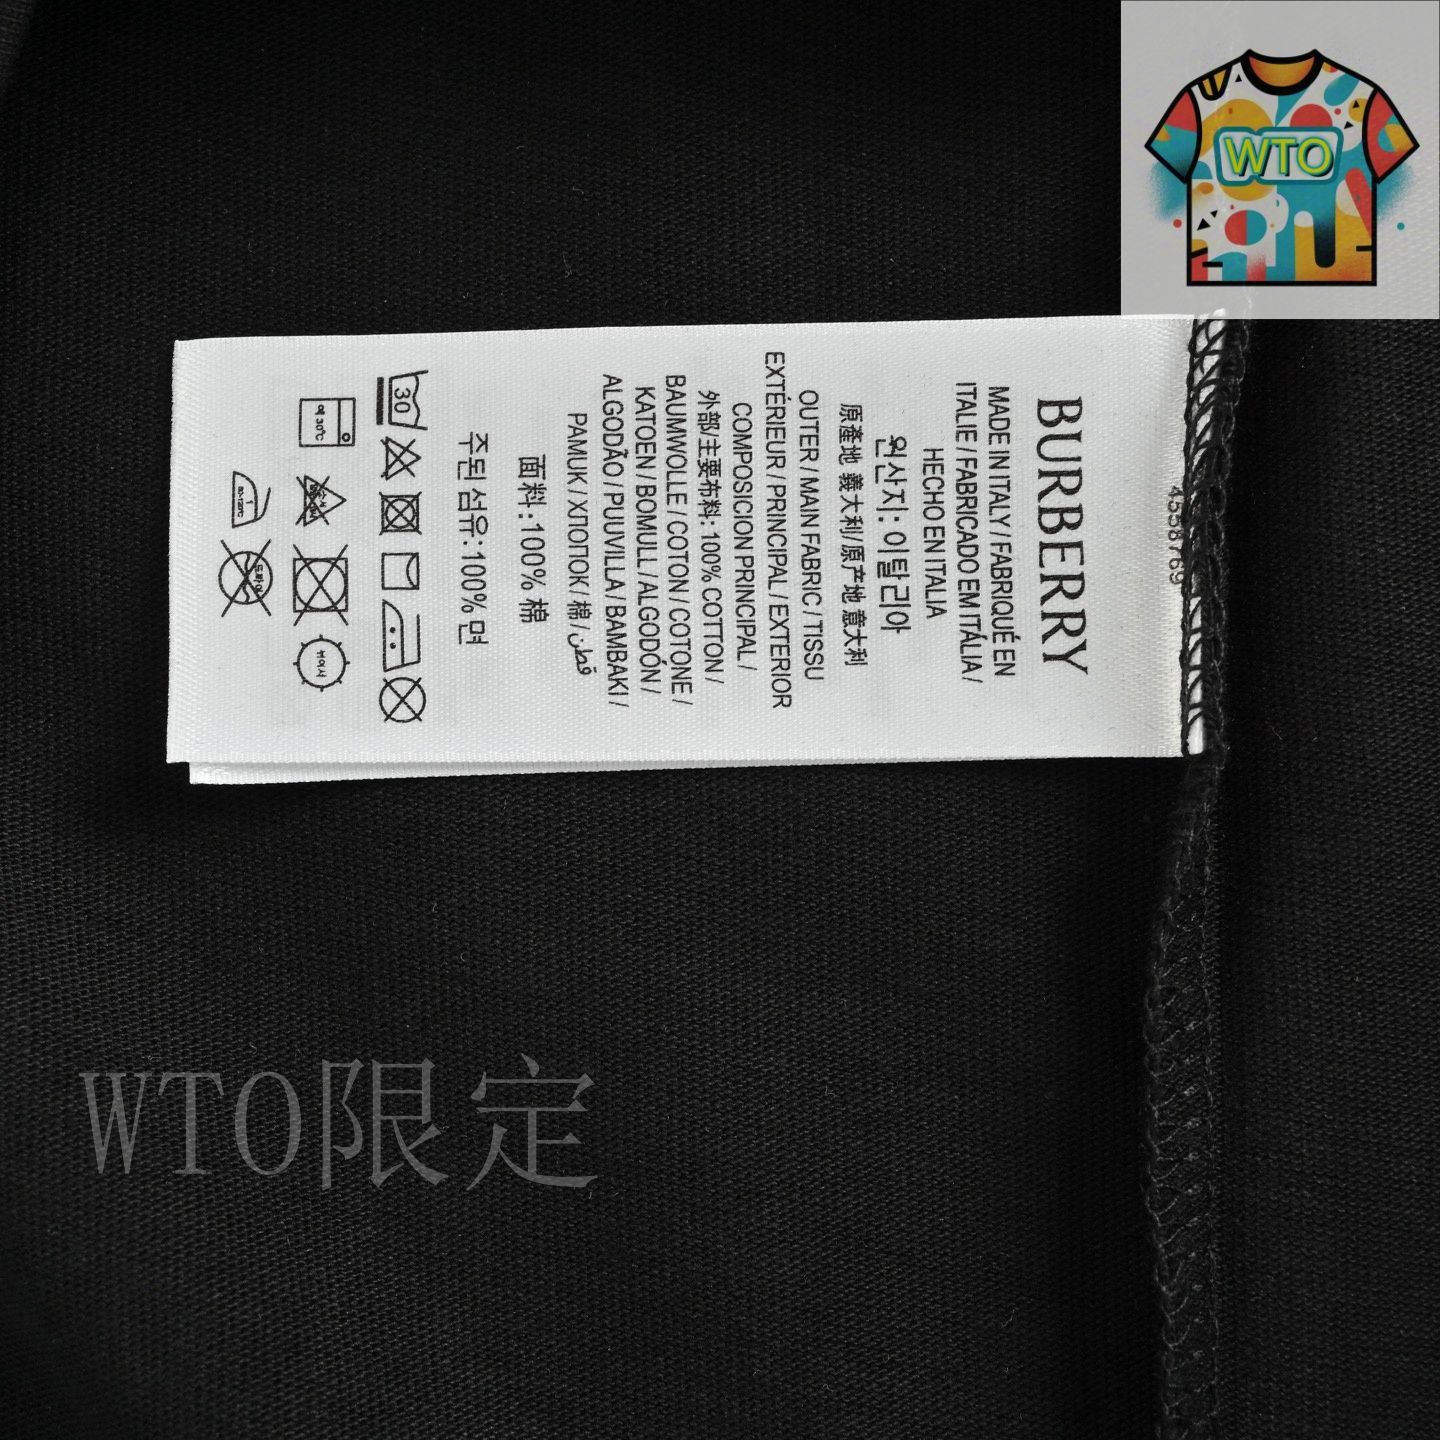 WTO
BURBERRY
MADE IN ITALY / FABRIQUÉ EN
ITALIE / FABRICADO EM ITÁLIA /
HECHO EN ITALIA
원산지: 이탈리아
原產地 義大利/原产地 意大利
OUTER / MAIN FABRIC / TISSU
EXTÉRIEUR / PRINCIPAL / EXTERIOR
COMPOSICION PRINCIPAL /
外部/主要布料: 100% COTTON /
BAUMWOLLE / COTON / COTONE /
KATOEN / BOMULL / ALGODÓN /
ALGODÃO / PUUVILLA / BAMBAKI /
PAMUK / ХЛОПОК / 棉 / قطن
面料:100% 棉
주된 섬유:100% 면
30
약 30℃
4558769
WTO限定